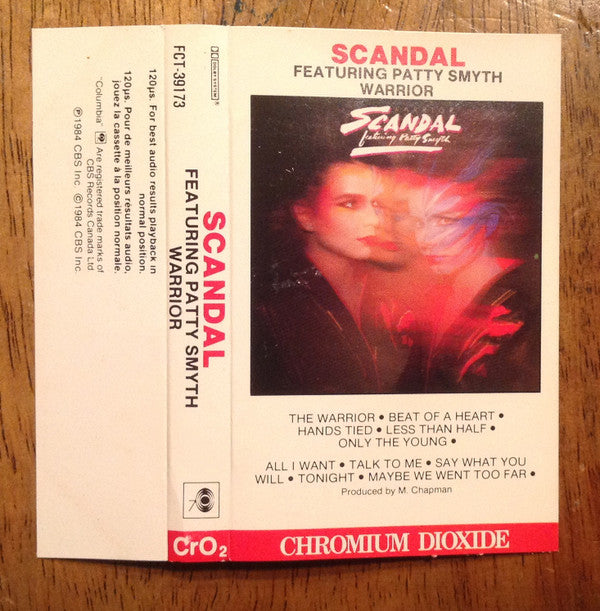 120µs. For best audio results playback in
normal position.
120µs. Pour de meilleurs résultats audio,
jouez la cassette à la position normale.
"Columbia" Are registered trade marks of
CBS Records Canada Ltd
℗1984 CBS Inc. ©1984 CBS Inc.
FCT-39173
DOLBY SYSTEM®
SCANDAL
FEATURING PATTY SMYTH
WARRIOR
CrO₂
SCANDAL
FEATURING PATTY SMYTH
WARRIOR
SCANDAL
featuring Patty Smyth
THE WARRIOR • BEAT OF A HEART •
HANDS TIED • LESS THAN HALF •
ONLY THE YOUNG •
ALL I WANT • TALK TO ME • SAY WHAT YOU
WILL • TONIGHT • MAYBE WE WENT TOO FAR •
Produced by M. Chapman
CHROMIUM DIOXIDE